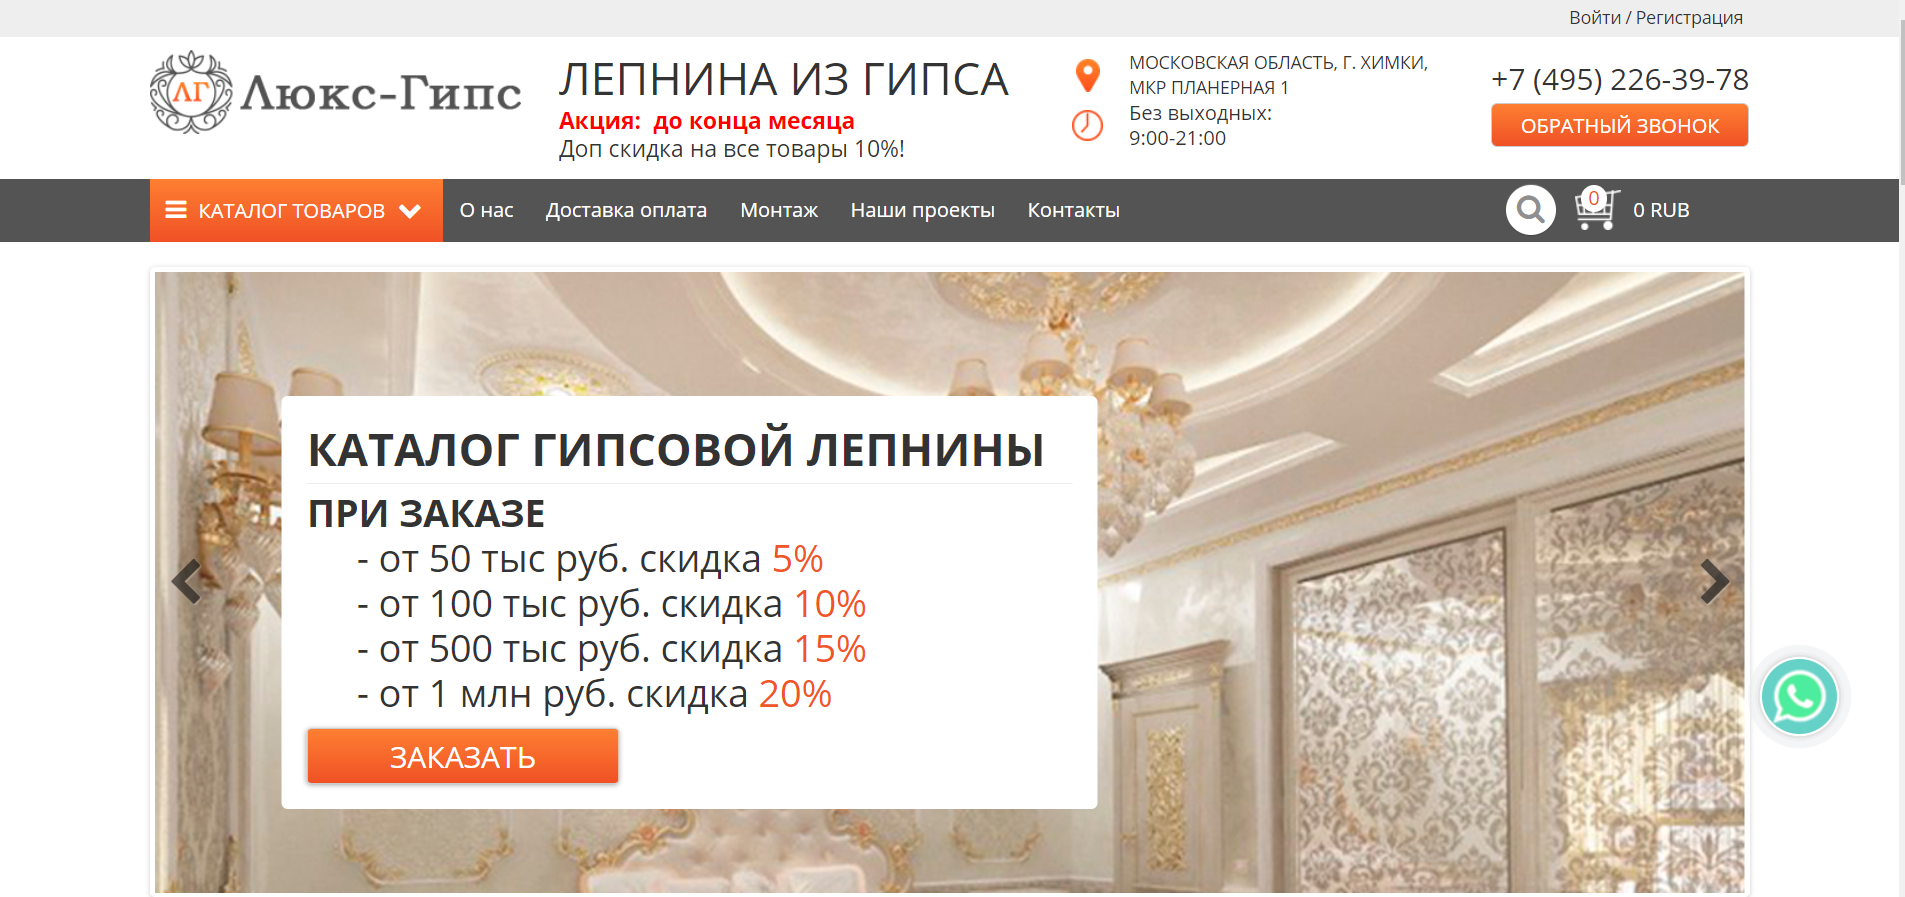 Войти / Регистрация
ЛГ Люкс-Гипс
ЛЕПНИНА ИЗ ГИПСА
Акция: до конца месяца
Доп скидка на все товары 10%!
МОСКОВСКАЯ ОБЛАСТЬ, Г. ХИМКИ,
МКР ПЛАНЕРНАЯ 1
Без выходных:
9:00-21:00
+7 (495) 226-39-78
ОБРАТНЫЙ ЗВОНОК
КАТАЛОГ ТОВАРОВ
О нас
Доставка оплата
Монтаж
Наши проекты
Контакты
0
0 RUB
КАТАЛОГ ГИПСОВОЙ ЛЕПНИНЫ
ПРИ ЗАКАЗЕ
- от 50 тыс руб. скидка 5%
- от 100 тыс руб. скидка 10%
- от 500 тыс руб. скидка 15%
- от 1 млн руб. скидка 20%
ЗАКАЗАТЬ